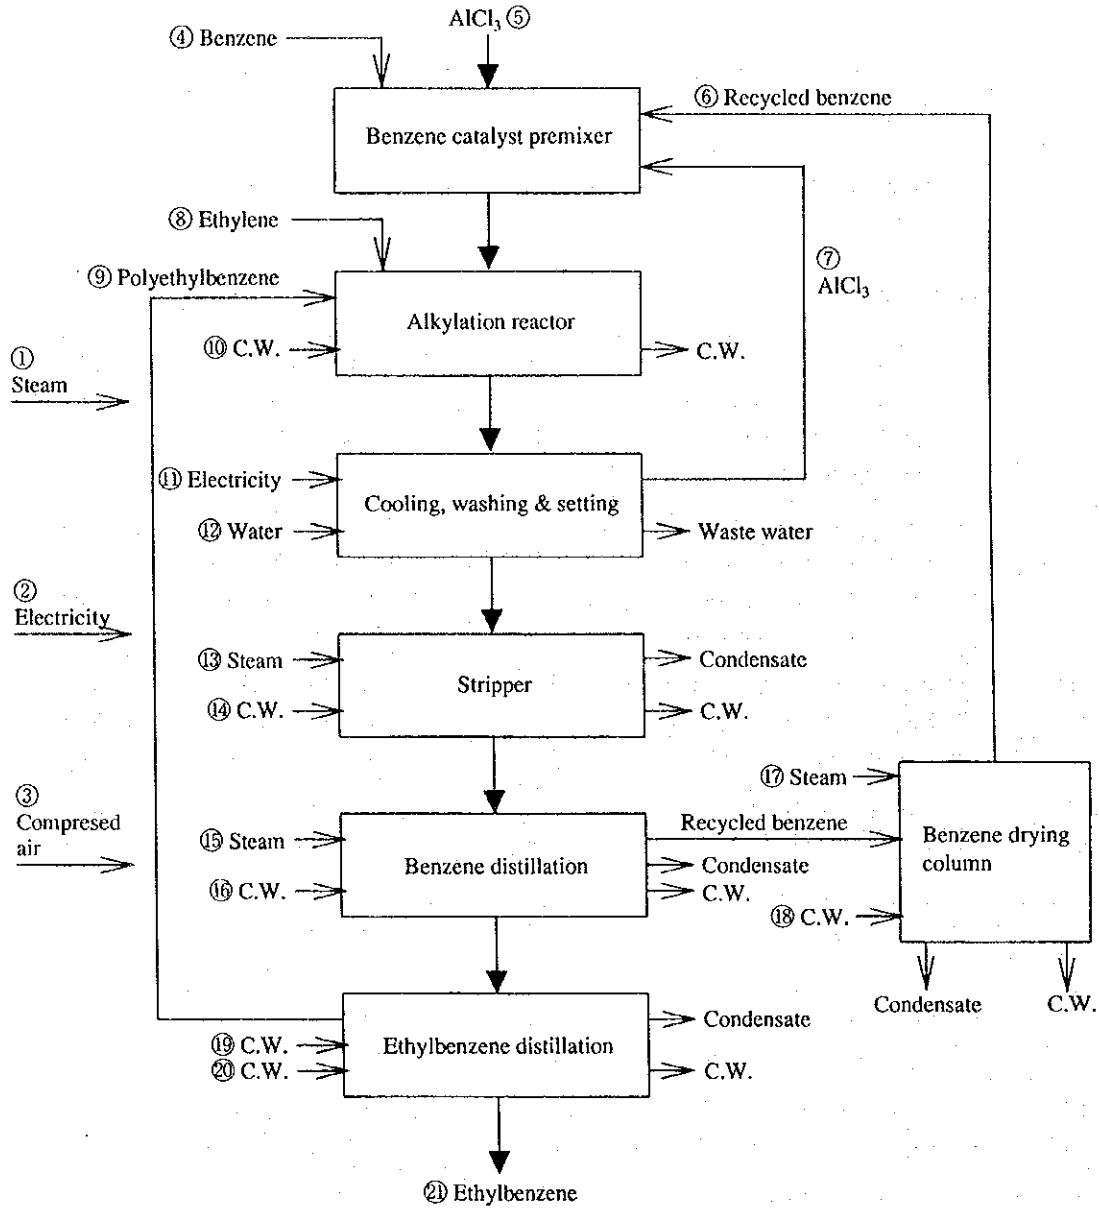 AlCl₃ ⑤
④ Benzene
⑥ Recycled benzene
Benzene catalyst premixer
⑧ Ethylene
⑦
AlCl₃
⑨ Polyethylbenzene
Alkylation reactor
⑩ C.W.
C.W.
①
Steam
⑪ Electricity
Cooling, washing & setting
⑫ Water
Waste water
②
Electricity
⑬ Steam
Condensate
Stripper
⑭ C.W.
C.W.
③
Compresed
air
⑰ Steam
⑮ Steam
Recycled benzene
Benzene drying
column
Benzene distillation
Condensate
⑯ C.W.
C.W.
⑱ C.W.
Condensate
C.W.
Condensate
⑲ C.W.
Ethylbenzene distillation
⑳ C.W.
C.W.
㉑ Ethylbenzene